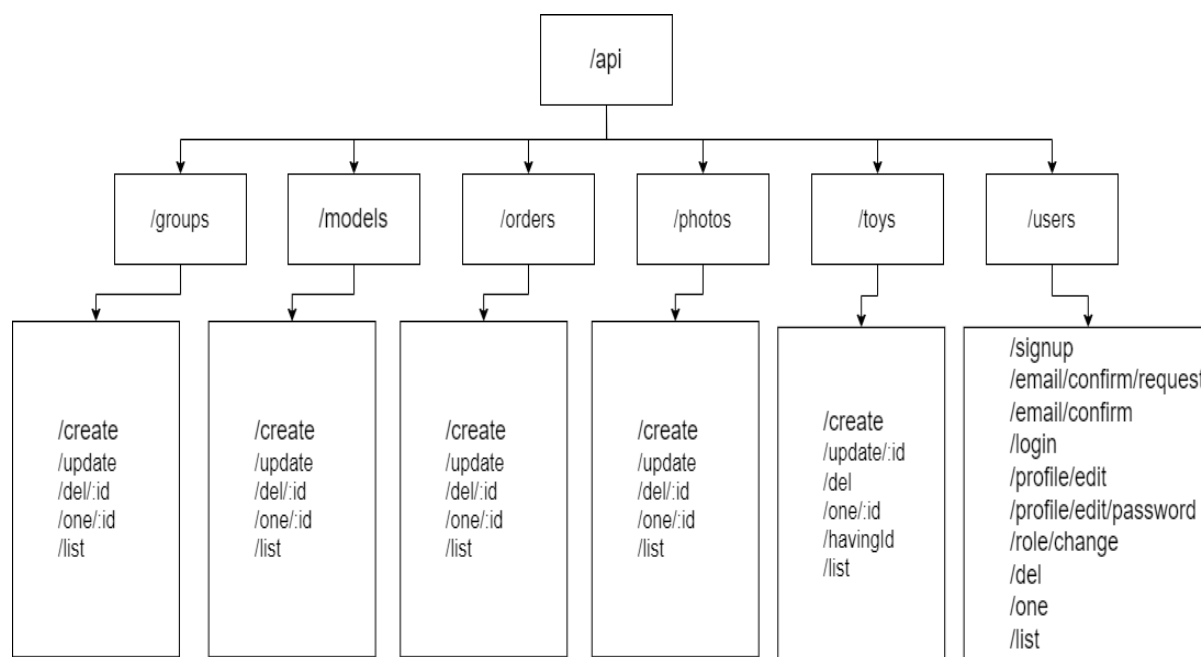 /api
/groups
/models
/orders
/photos
/toys
/users
/create
/update
/del/:id
/one/:id
/list
/create
/update
/del/:id
/one/:id
/list
/create
/update
/del/:id
/one/:id
/list
/create
/update
/del/:id
/one/:id
/list
/create
/update/:id
/del
/one/:id
/havingId
/list
/signup
/email/confirm/request
/email/confirm
/login
/profile/edit
/profile/edit/password
/role/change
/del
/one
/list